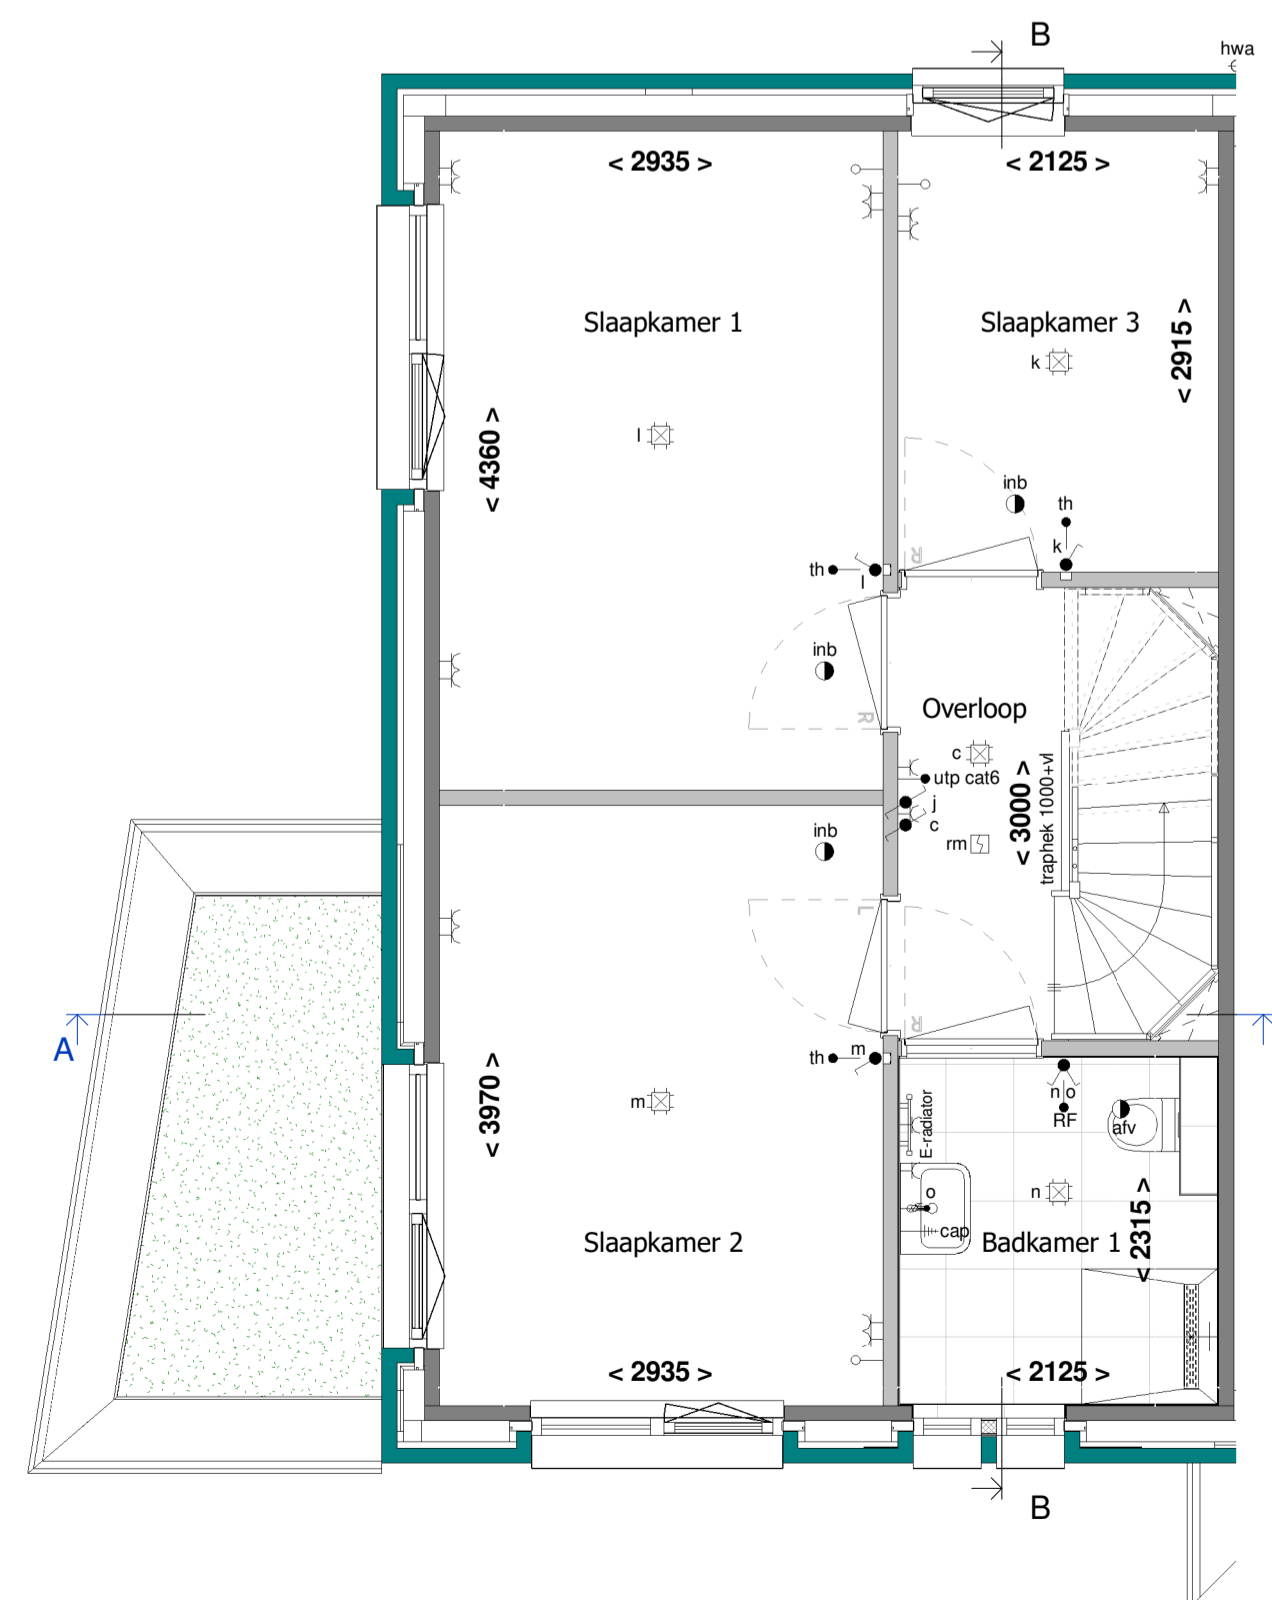 B
hwa
< 2935 >
< 2125 >
Slaapkamer 1
Slaapkamer 3
k
< 2915 >
l
< 4360 >
inb
th
k
R
th
l
inb
R
Overloop
c
utp cat6
j
c
rm
< 3000 >
traphek 1000+vl
inb
L
R
A
th
m
n o
RF
afv
E-radiator
m
< 3970 >
o
n
cap
Badkamer 1
< 2315 >
Slaapkamer 2
< 2935 >
< 2125 >
B